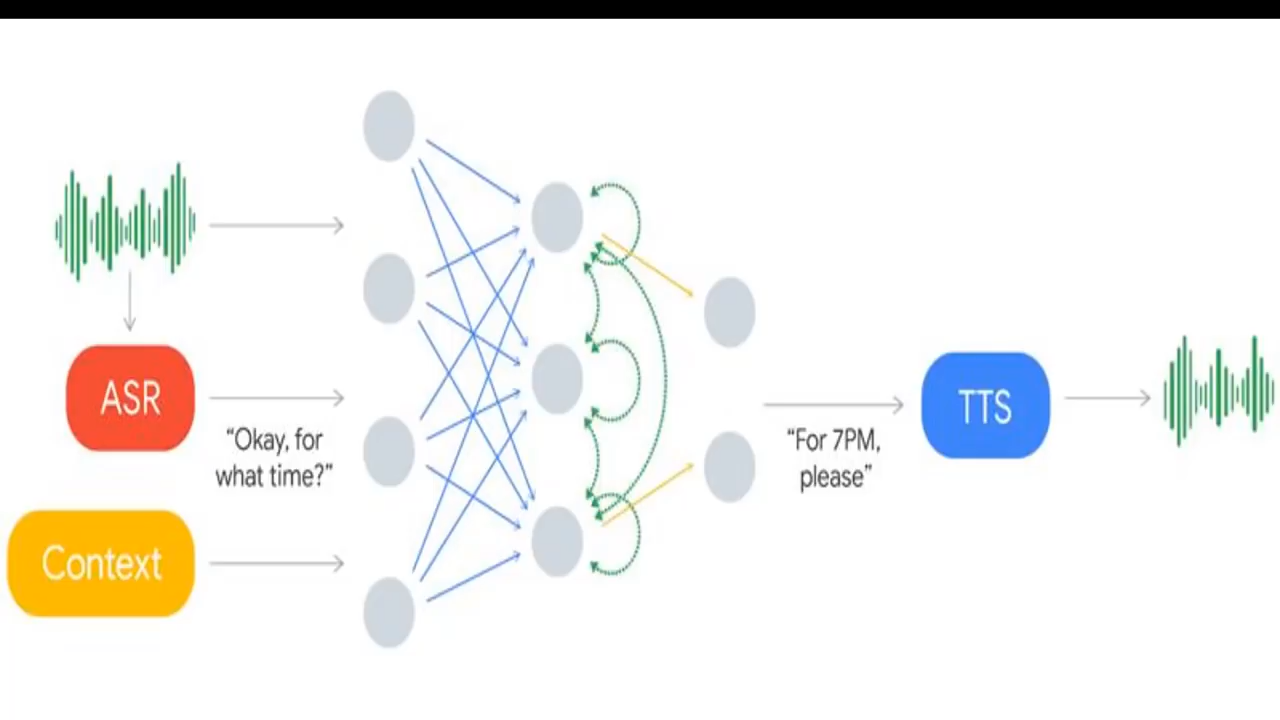 ASR
“Okay, for
what time?”
Context
“For 7PM,
please”
TTS